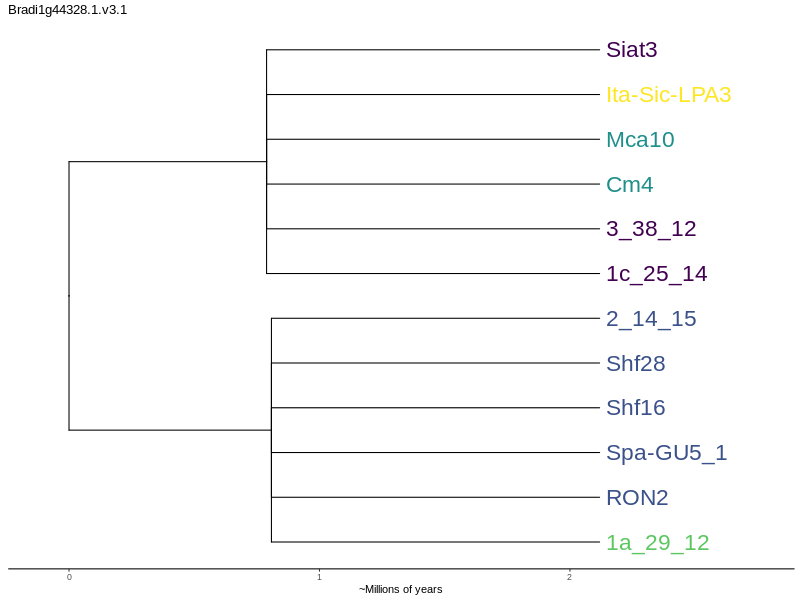 Bradi1g44328.1.v3.1
Siat3
Ita-Sic-LPA3
Mca10
Cm4
3_38_12
1c_25_14
2_14_15
Shf28
Shf16
Spa-GU5_1
RON2
1a_29_12
0 1 2
~Millions of years